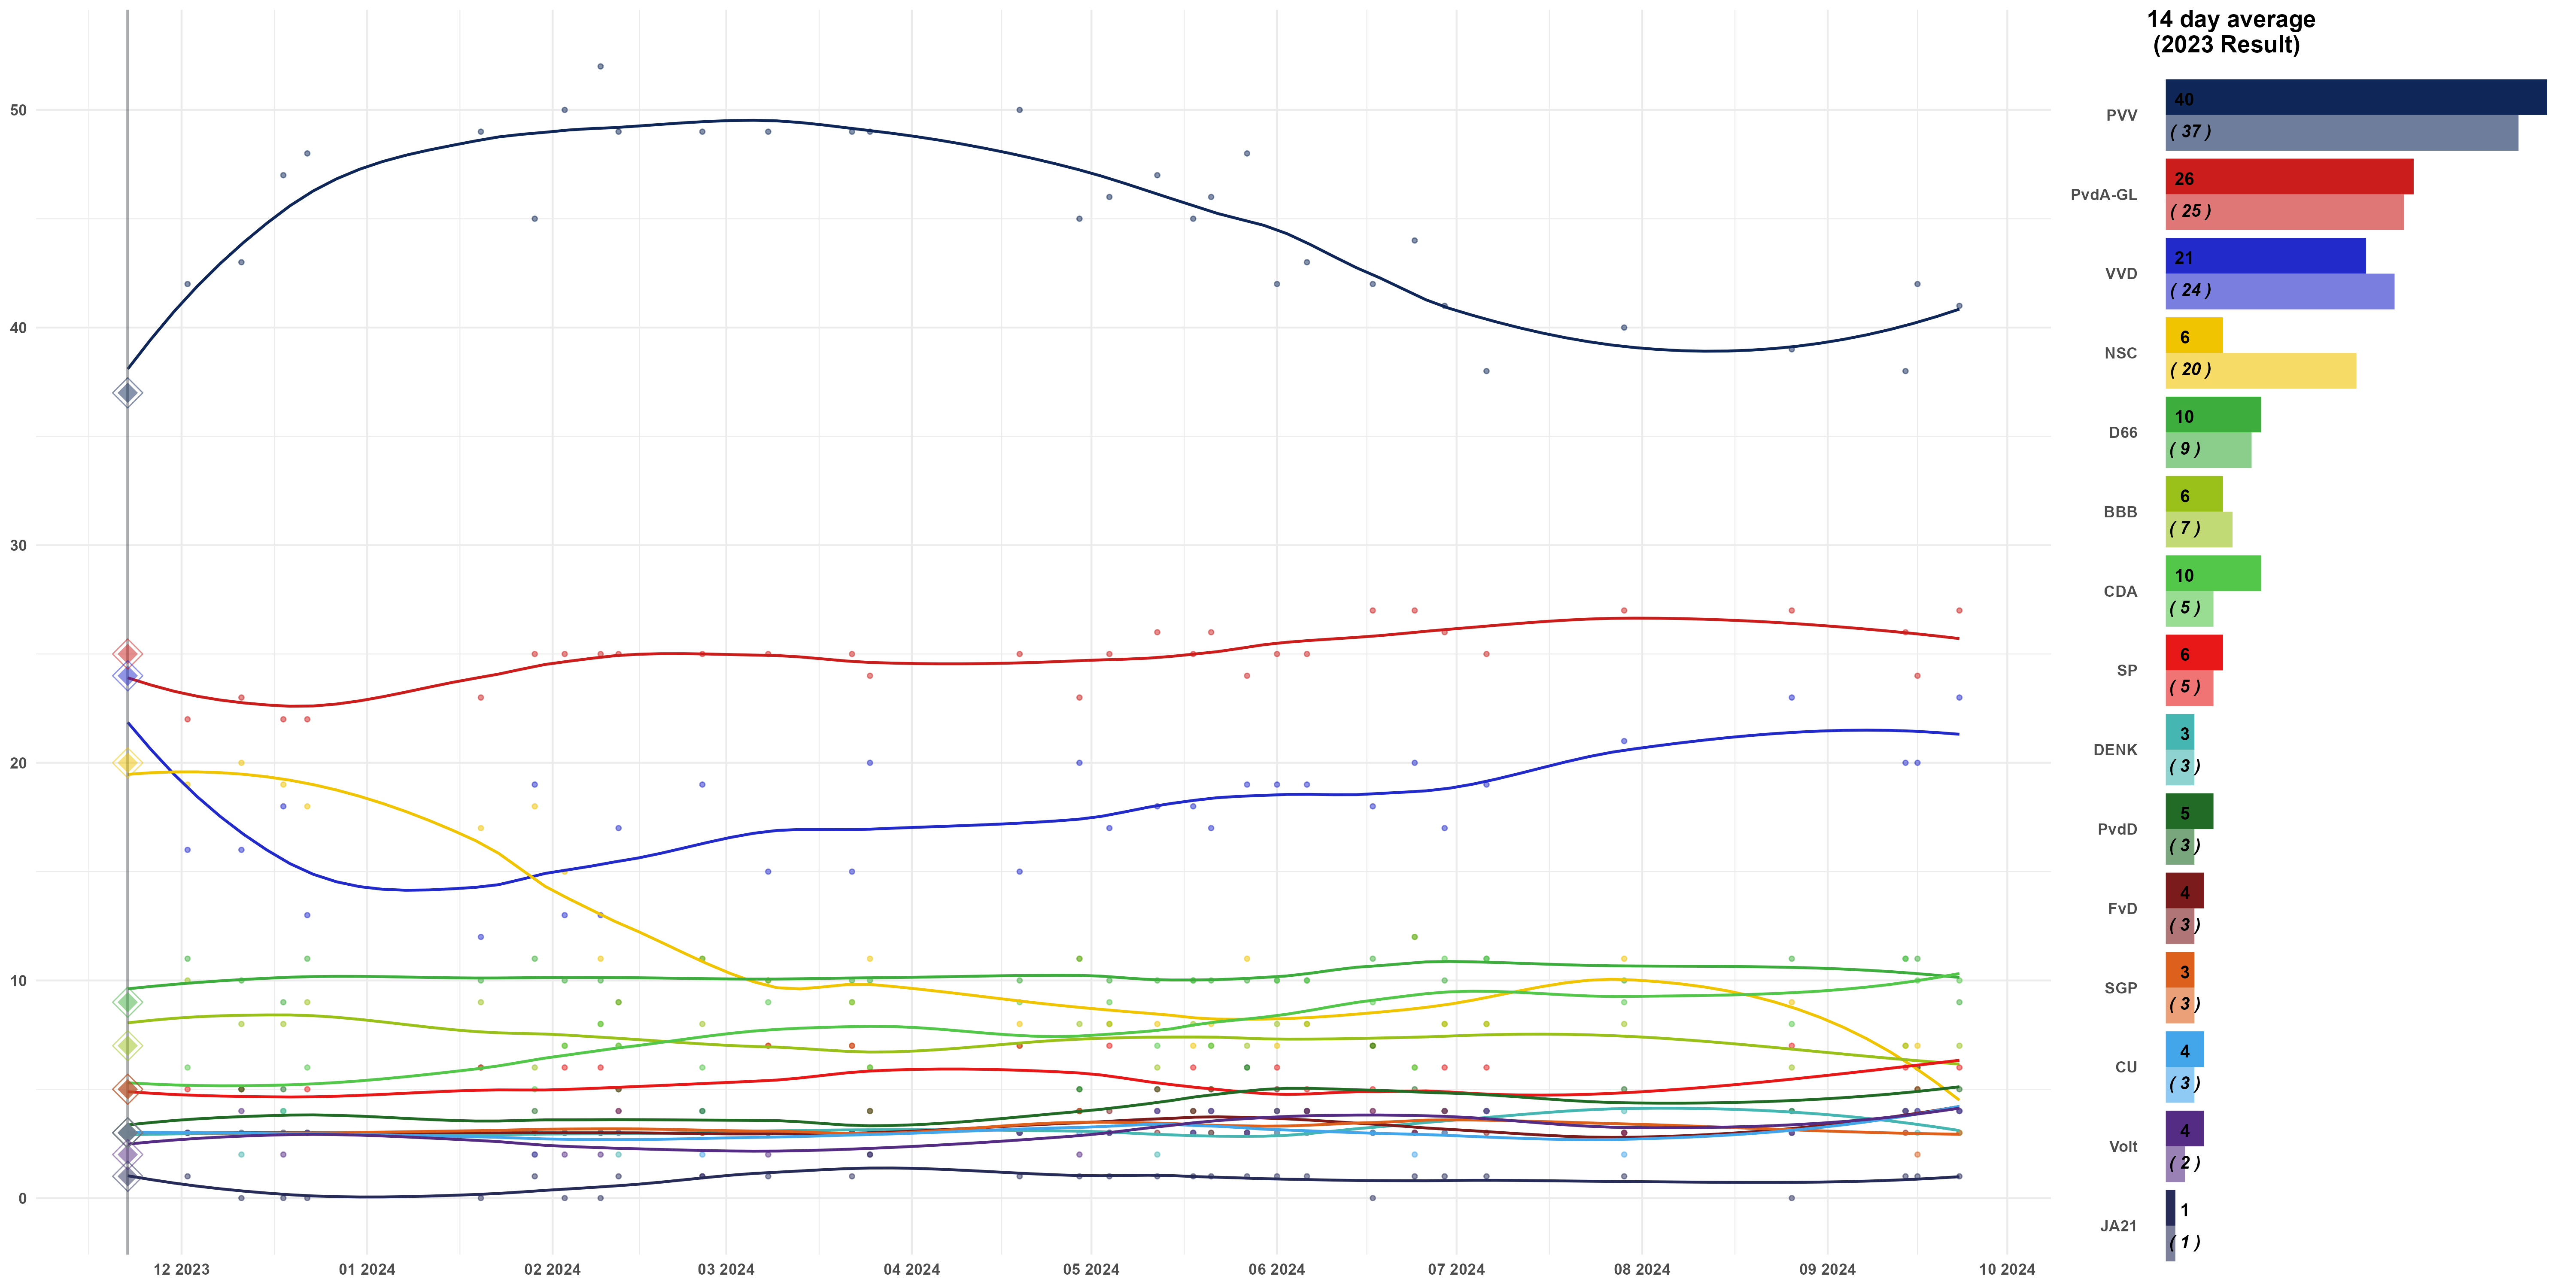 14 day average
(2023 Result)
50
40
30
20
10
0
12 2023
01 2024
02 2024
03 2024
04 2024
05 2024
06 2024
07 2024
08 2024
09 2024
10 2024
PVV
40
( 37 )
PvdA-GL
26
( 25 )
VVD
21
( 24 )
NSC
6
( 20 )
D66
10
( 9 )
BBB
6
( 7 )
CDA
10
( 5 )
SP
6
( 5 )
DENK
3
( 3 )
PvdD
5
( 3 )
FvD
4
( 3 )
SGP
3
( 3 )
CU
4
( 3 )
Volt
4
( 2 )
JA21
1
( 1 )